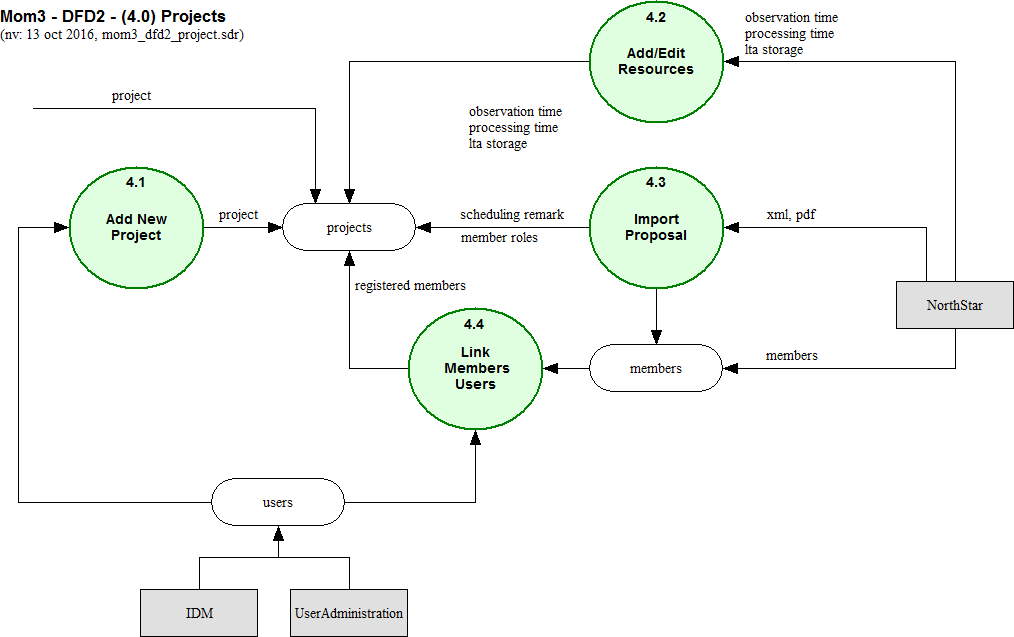 Mom3 - DFD2 - (4.0) Projects
(nv: 13 oct 2016, mom3_dfd2_project.sdr)
4.2
Add/Edit
Resources
observation time
processing time
lta storage
project
observation time
processing time
lta storage
4.1
Add New
Project
project
projects
scheduling remark
member roles
4.3
Import
Proposal
xml, pdf
registered members
NorthStar
4.4
Link
Members
Users
members
members
users
IDM
UserAdministration